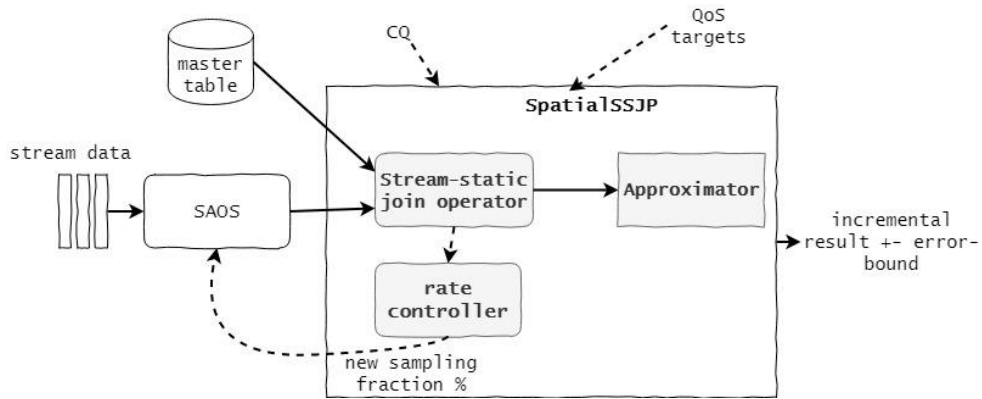 CQ
QoS
targets
master
table
SpatialSSJP
stream data
SAOS
Stream-static
join operator
Approximator
incremental
result +- error-
bound
rate
controller
new sampling
fraction %